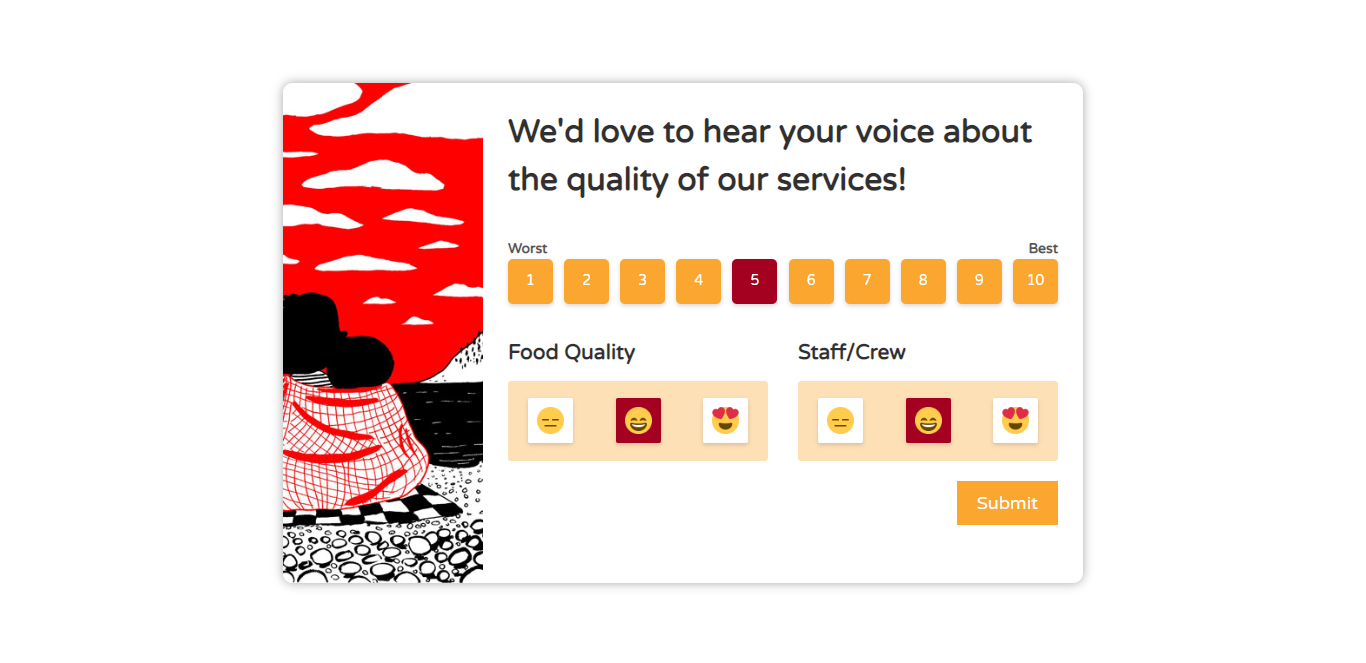 We'd love to hear your voice about
the quality of our services!
Worst Best
1 2 3 4 5 6 7 8 9 10
Food Quality Staff/Crew
Submit